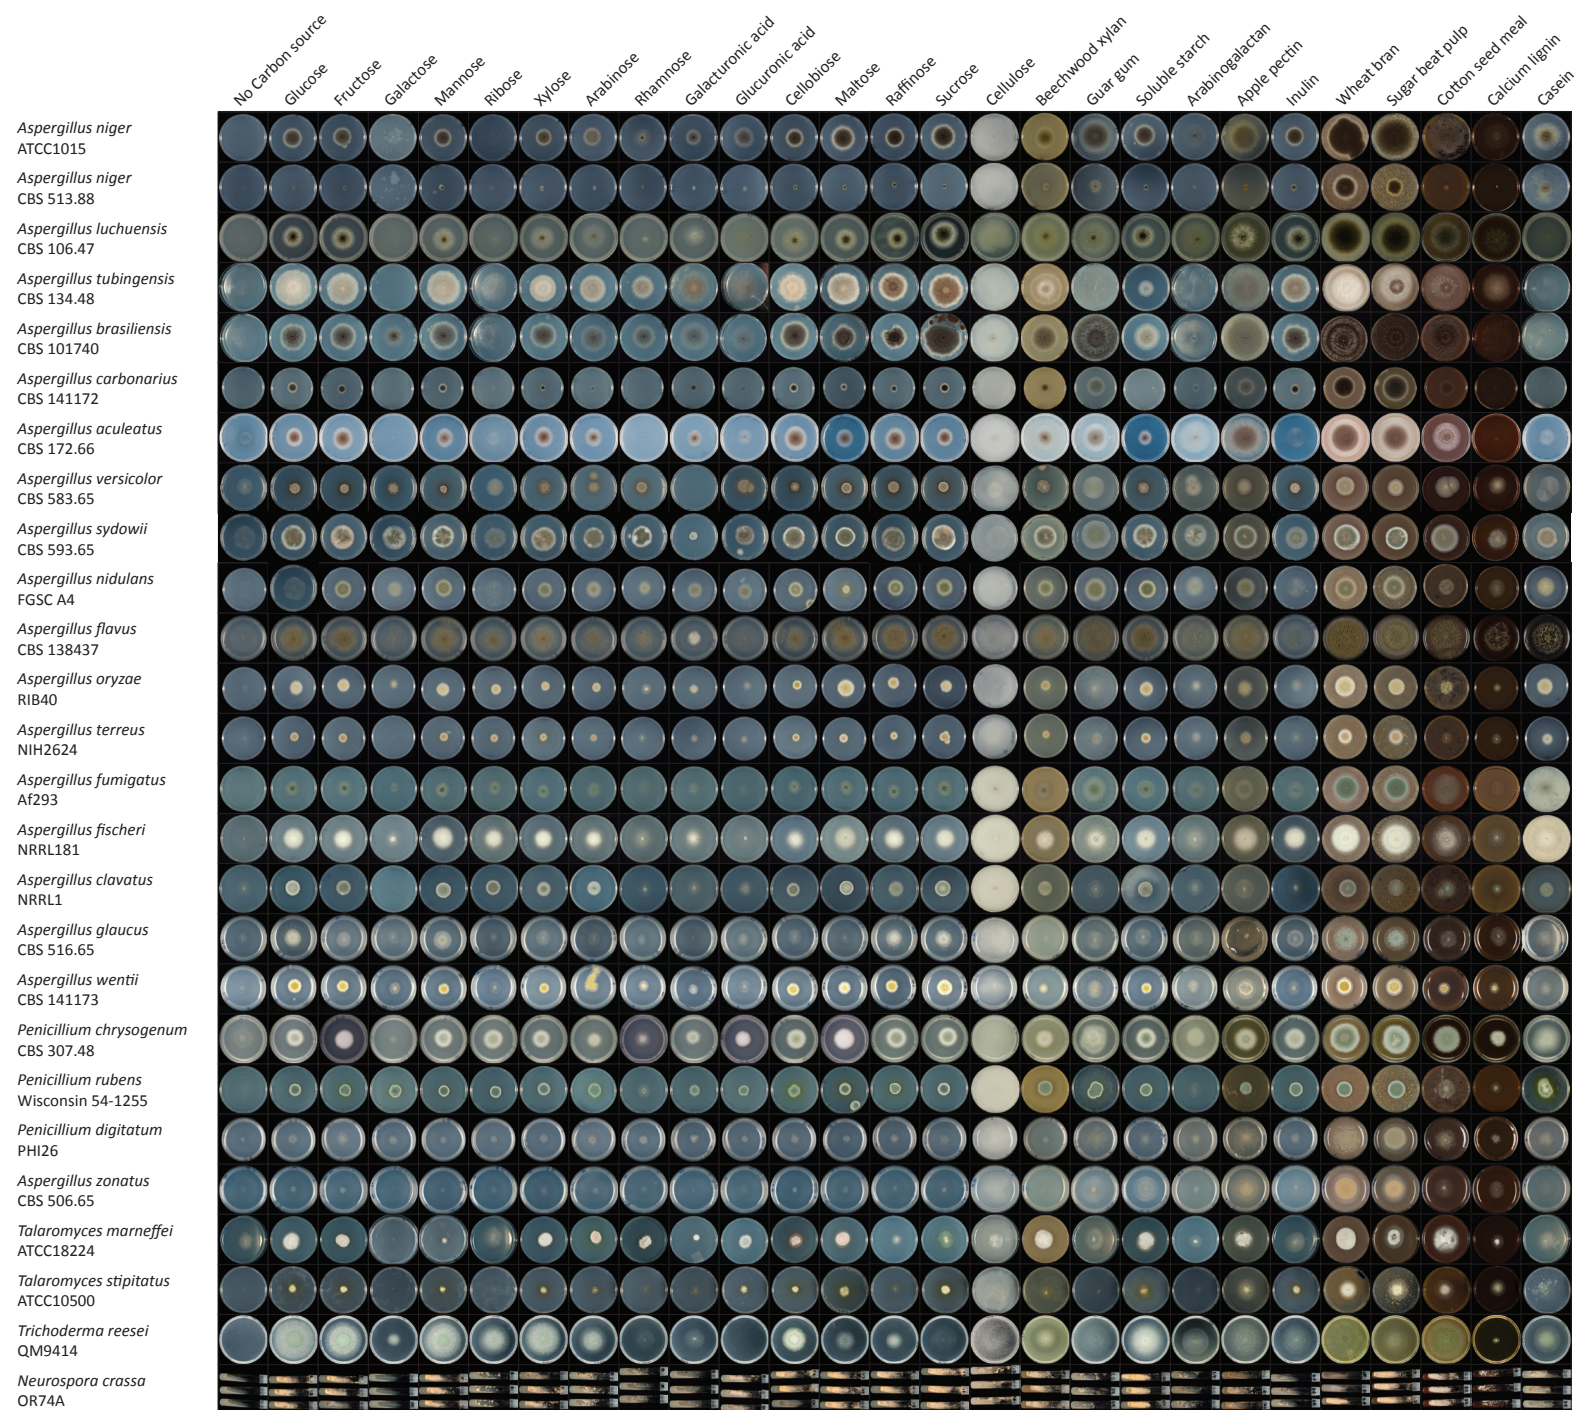 No Carbon source
Glucose
Fructose
Galactose
Mannose
Ribose
Xylose
Arabinose
Rhamnose
Galacturonic acid
Glucuronic acid
Cellobiose
Maltose
Raffinose
Sucrose
Cellulose
Beechwood xylan
Guar gum
Soluble starch
Arabinogalactan
Apple pectin
Inulin
Wheat bran
Sugar beat pulp
Cotton seed meal
Calcium lignin
Casein
Aspergillus niger
ATCC1015
Aspergillus niger
CBS 513.88
Aspergillus luchuensis
CBS 106.47
Aspergillus tubingensis
CBS 134.48
Aspergillus brasiliensis
CBS 101740
Aspergillus carbonarius
CBS 141172
Aspergillus aculeatus
CBS 172.66
Aspergillus versicolor
CBS 583.65
Aspergillus sydowii
CBS 593.65
Aspergillus nidulans
FGSC A4
Aspergillus flavus
CBS 138437
Aspergillus oryzae
RIB40
Aspergillus terreus
NIH2624
Aspergillus fumigatus
Af293
Aspergillus fischeri
NRRL181
Aspergillus clavatus
NRRL1
Aspergillus glaucus
CBS 516.65
Aspergillus wentii
CBS 141173
Penicillium chrysogenum
CBS 307.48
Penicillium rubens
Wisconsin 54-1255
Penicillium digitatum
PHI26
Aspergillus zonatus
CBS 506.65
Talaromyces marneffei
ATCC18224
Talaromyces stipitatus
ATCC10500
Trichoderma reesei
QM9414
Neurospora crassa
OR74A